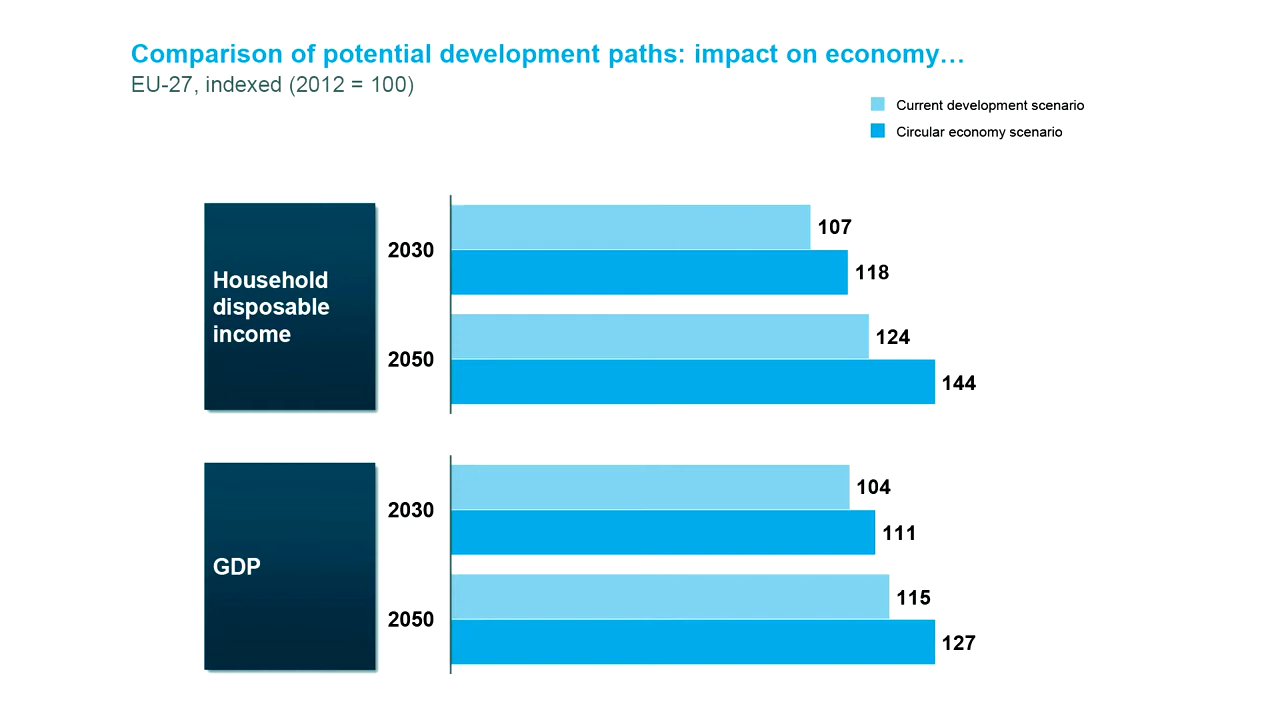 Comparison of potential development paths: impact on economy…
EU-27, indexed (2012 = 100)
Current development scenario
Circular economy scenario
Household
disposable
income
2030
107
118
2050
124
144
GDP
2030
104
111
2050
115
127